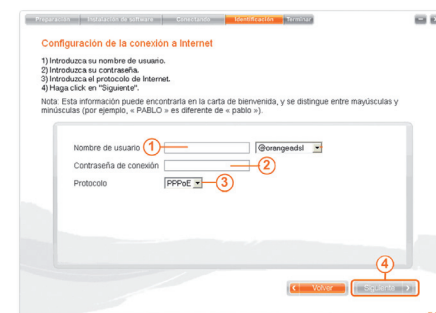 Preparación Instalación de software Conectando Identificación Terminar
Configuración de la conexión a Internet
1) Introduzca su nombre de usuario.
2) Introduzca su contraseña.
3) Introduzca el protocolo de Internet.
4) Haga click en "Siguiente".
Nota: Esta información puede encontrarla en la carta de bienvenida, y se distingue entre mayúsculas y
minúsculas (por ejemplo, « PABLO » es diferente de « pablo »).
Nombre de usuario 1 @orangeadsl
Contraseña de conexión 2
Protocolo PPPoE 3
4
Volver Siguiente